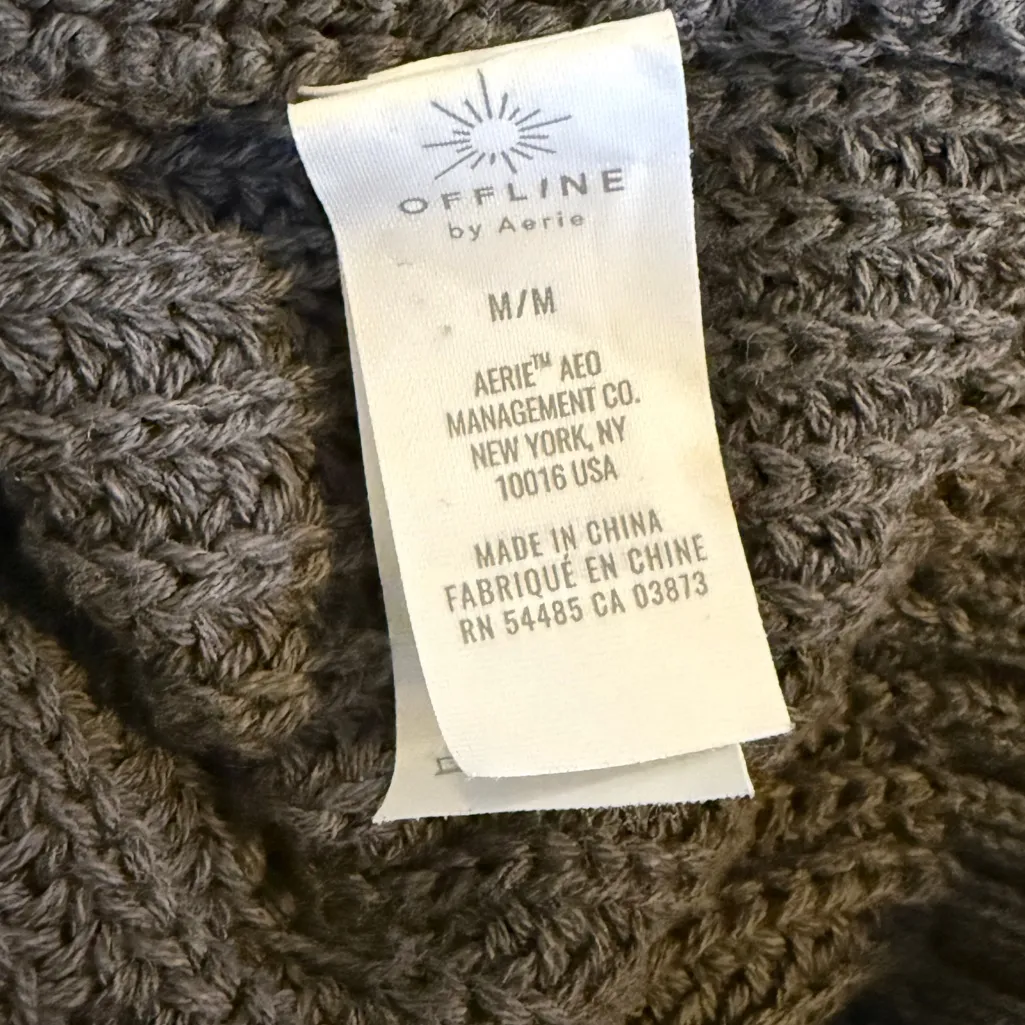 OFFLINE
by Aerie
M/M
AERIE™ AEO
MANAGEMENT CO.
NEW YORK, NY
10016 USA
MADE IN CHINA
FABRIQUÉ EN CHINE
RN 54485 CA 03873